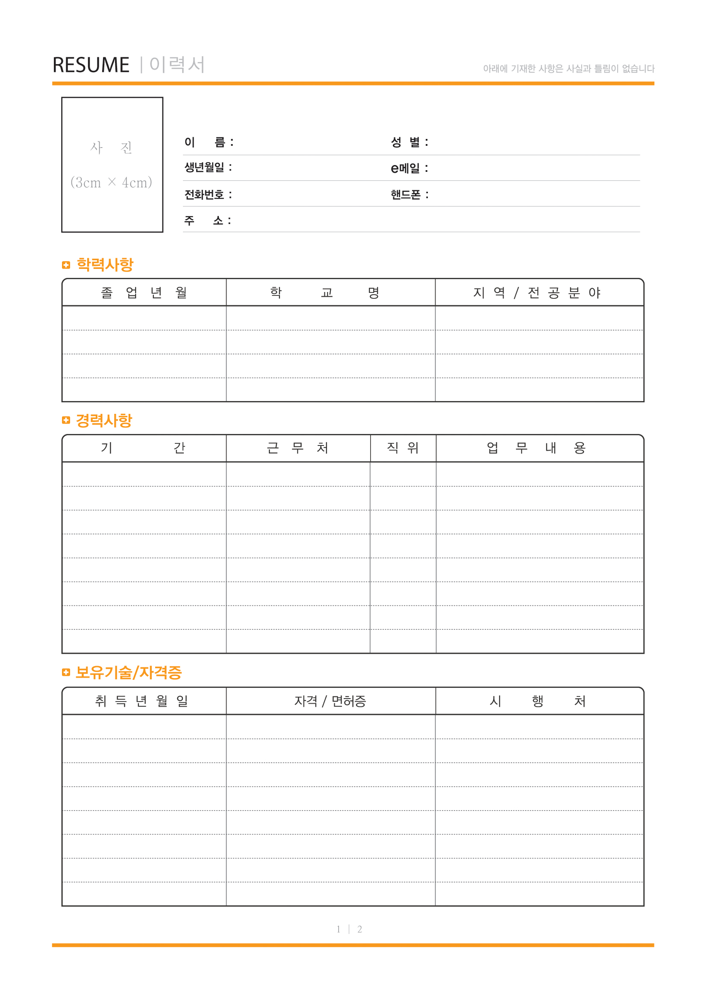 RESUME | 이력서 아래에 기재한 사항은 사실과 틀림이 없습니다
사 진
(3cm × 4cm)
이 름 : 성 별 :
생년월일 : e메일 :
전화번호 : 핸드폰 :
주 소 :
학력사항
졸 업 년 월 학 교 명 지 역 / 전 공 분 야
경력사항
기 간 근 무 처 직 위 업 무 내 용
보유기술/자격증
취 득 년 월 일 자격 / 면허증 시 행 처
1 | 2